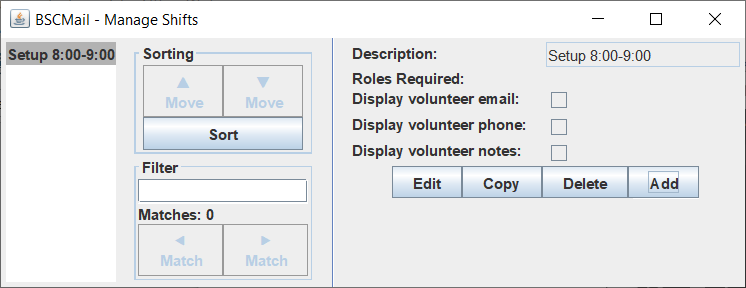 BSCMail - Manage Shifts
Setup 8:00-9:00
Sorting
Move Move
Sort
Filter
Matches: 0
Match Match
Description: Setup 8:00-9:00
Roles Required:
Display volunteer email:
Display volunteer phone:
Display volunteer notes:
Edit Copy Delete Add